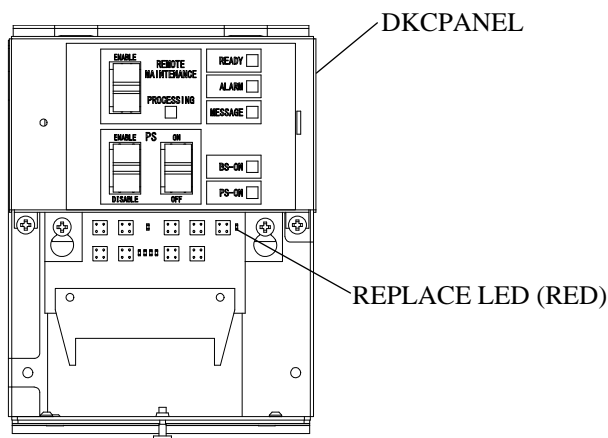 DKCPANEL
ENABLE
REMOTE
MAINTENANCE
PROCESSING
READY
ALARM
MESSAGE
ENABLE PS ON
DISABLE OFF
BS-ON
PS-ON
REPLACE LED (RED)